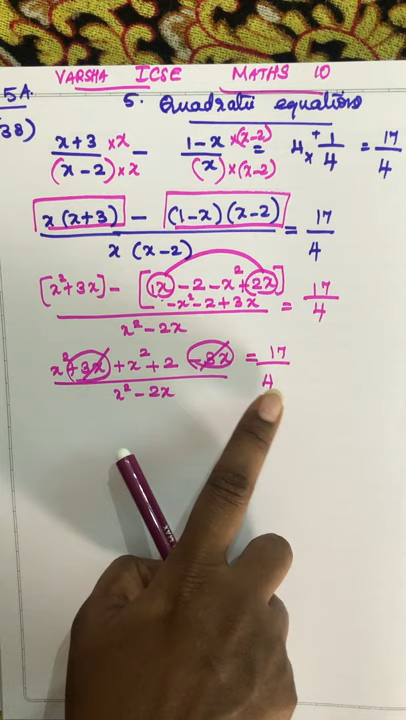 VARSHA ICSE MATHS 10
5A.
5. Quadratic equations
38)
x+3 ×x / (x-2) ×x - 1-x ×(x-2) / (x) ×(x-2) = 4 × + 1/4 = 17/4
x(x+3) - (1-x)(x-2) / x (x-2) = 17/4
[x²+3x] - [1x-2-x²+2x] = 17/4
-x²-2+3x
x²-2x
x²+3x+x²+2-3x / x²-2x = 17/4